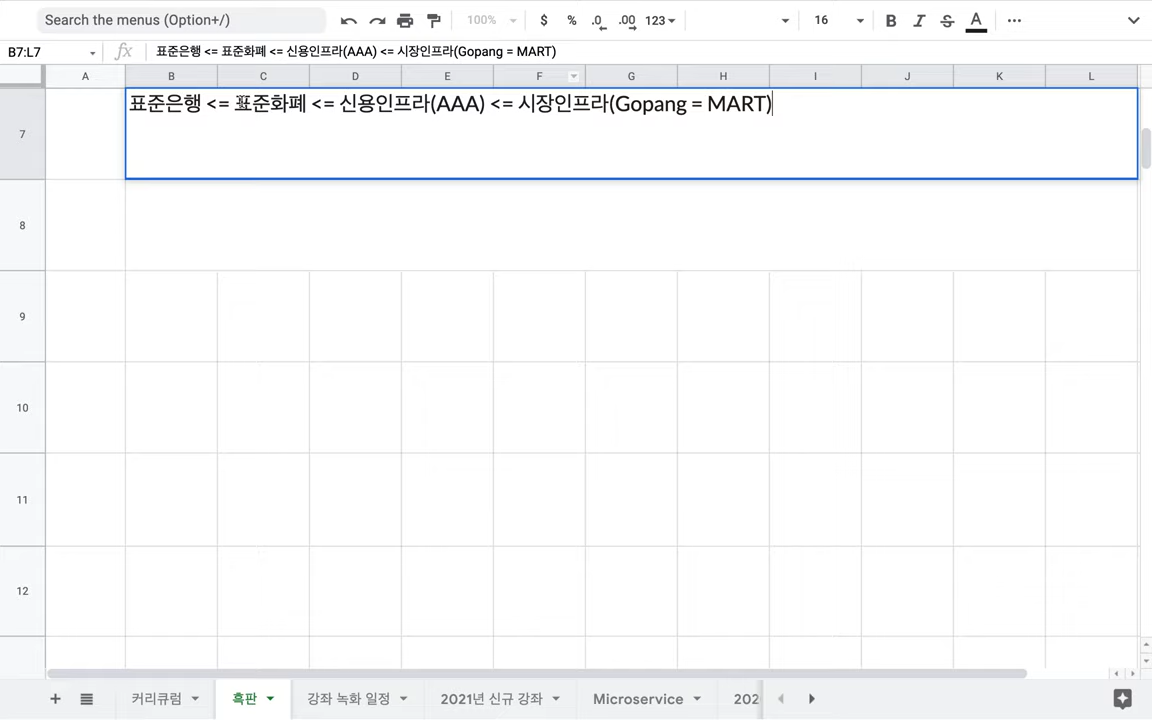 Search the menus (Option+/)
100%
$ % .0 .00 123
16
B I S A
B7:L7
fx
표준은행 <= 표준화폐 <= 신용인프라(AAA) <= 시장인프라(Gopang = MART)
A B C D E F G H I J K L
7
표준은행 <= 표준화폐 <= 신용인프라(AAA) <= 시장인프라(Gopang = MART)
8
9
10
11
12
커리큐럼 흑판 강좌 녹화 일정 2021년 신규 강좌 Microservice 202